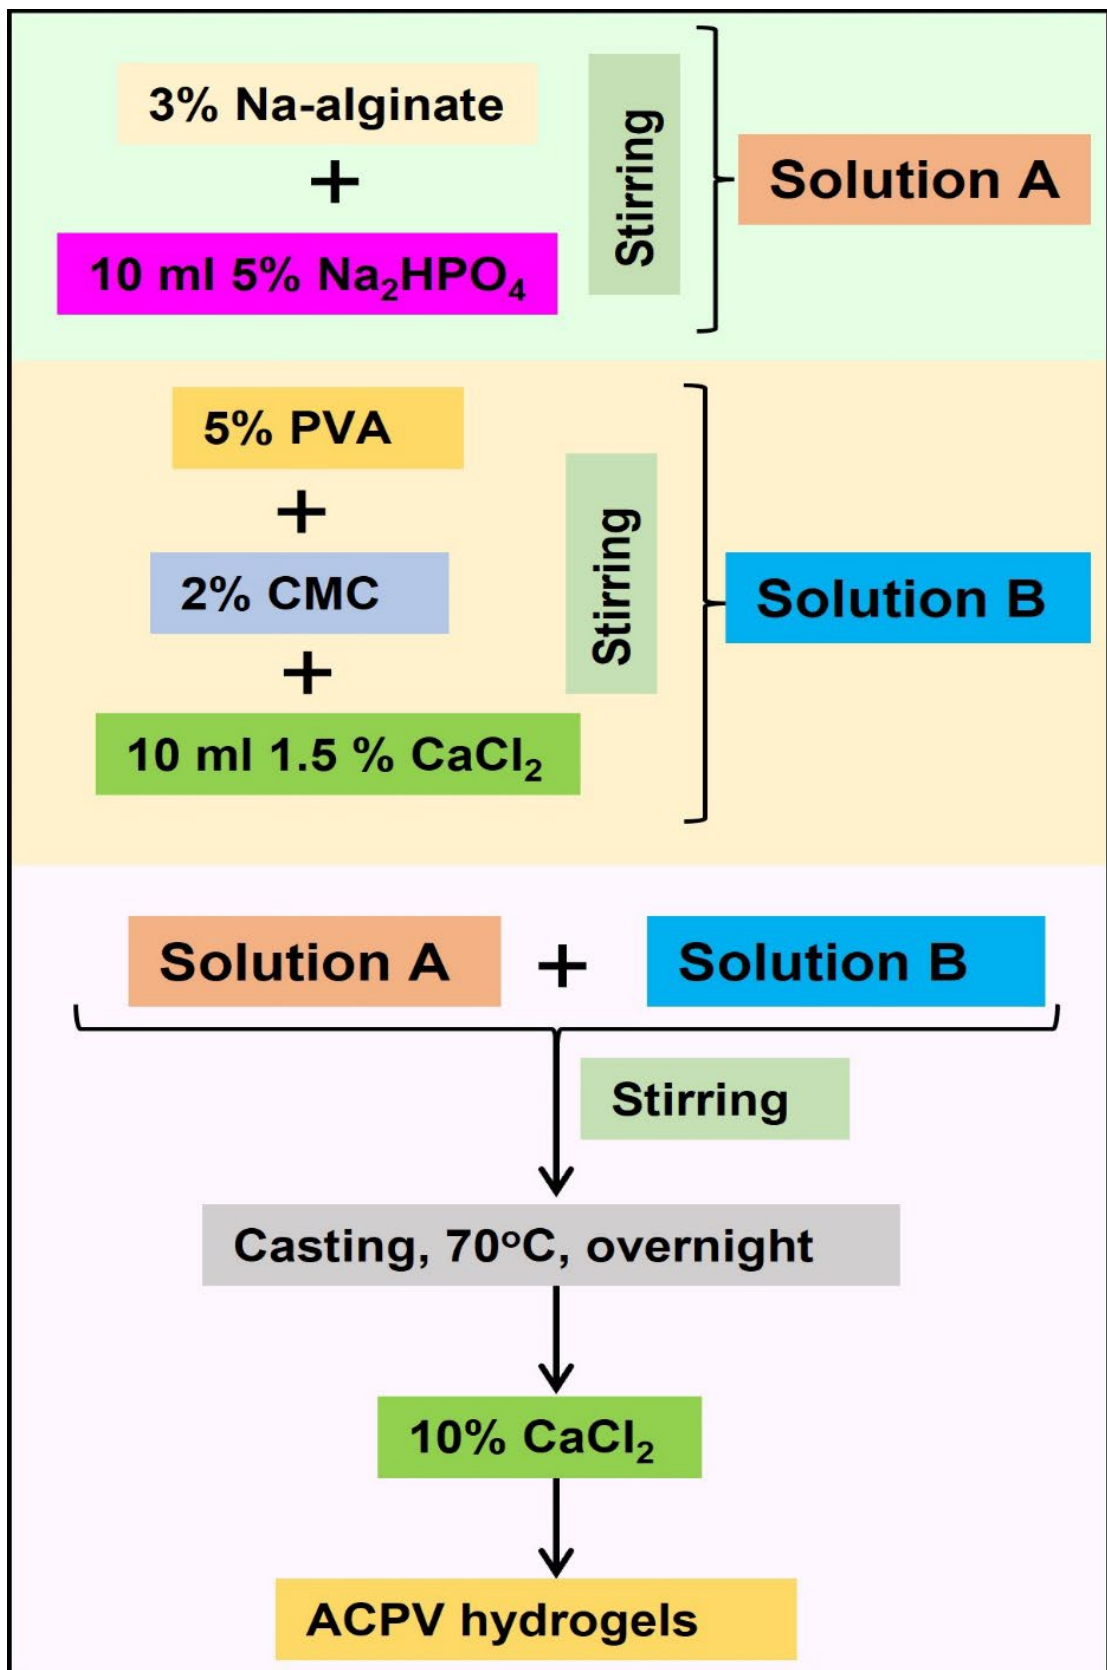 3% Na-alginate
+
10 ml 5% Na₂HPO₄
Stirring
Solution A
5% PVA
+
2% CMC
+
10 ml 1.5 % CaCl₂
Stirring
Solution B
Solution A + Solution B
Stirring
Casting, 70°C, overnight
10% CaCl₂
ACPV hydrogels